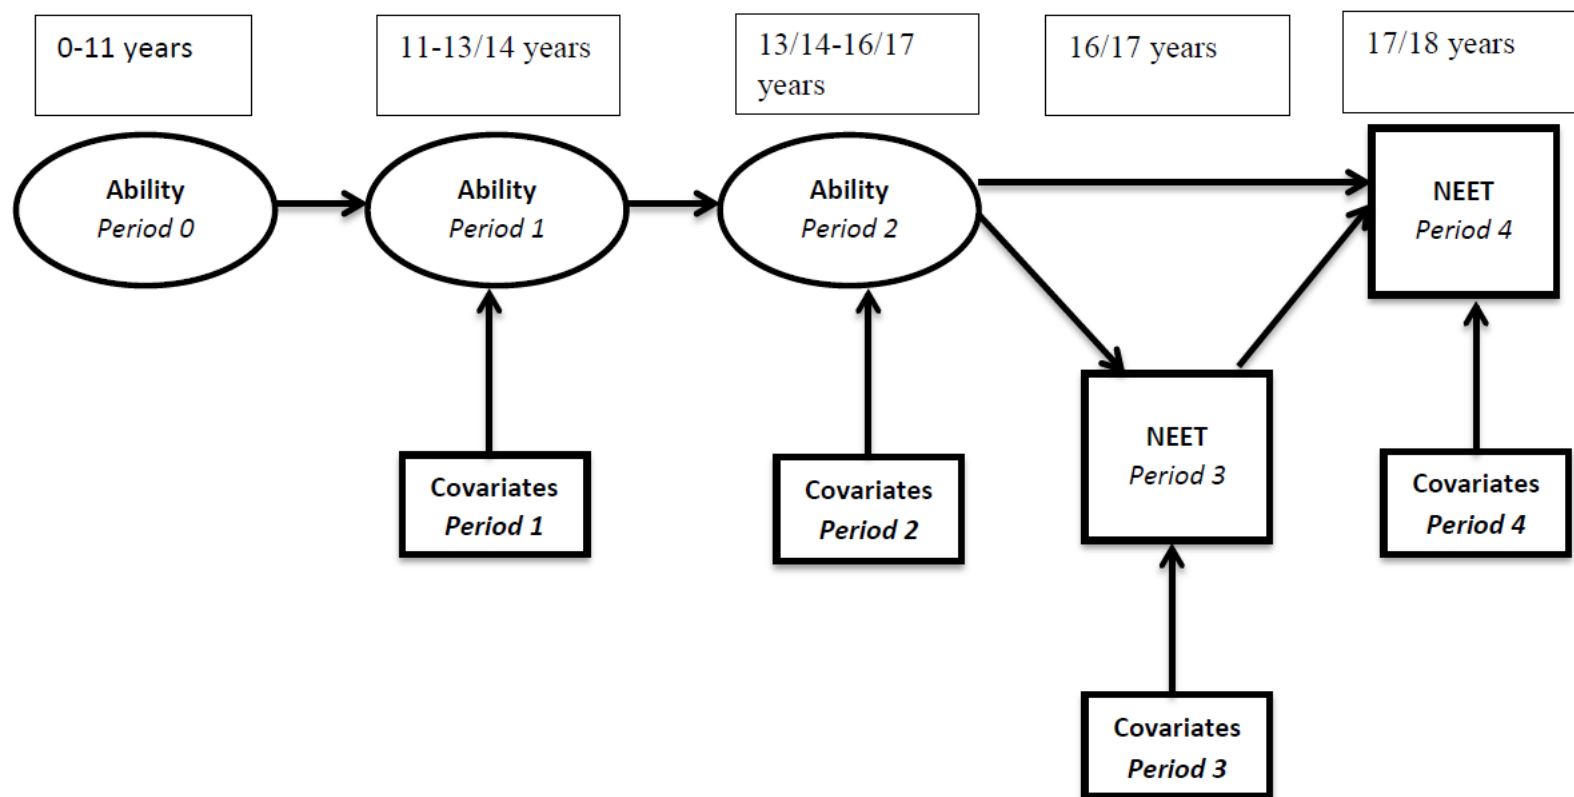 0-11 years
11-13/14 years
13/14-16/17
years
16/17 years
17/18 years
Ability
Period 0
Ability
Period 1
Ability
Period 2
NEET
Period 4
NEET
Period 3
Covariates
Period 1
Covariates
Period 2
Covariates
Period 4
Covariates
Period 3